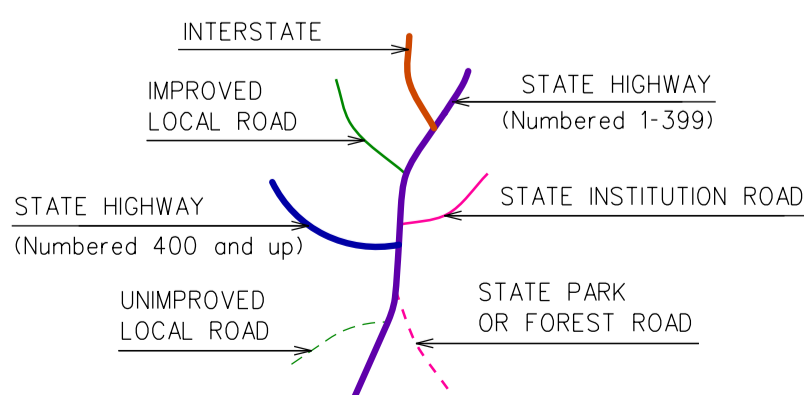 INTERSTATE
IMPROVED
LOCAL ROAD
STATE HIGHWAY
(Numbered 1-399)
STATE HIGHWAY
(Numbered 400 and up)
STATE INSTITUTION ROAD
UNIMPROVED
LOCAL ROAD
STATE PARK
OR FOREST ROAD